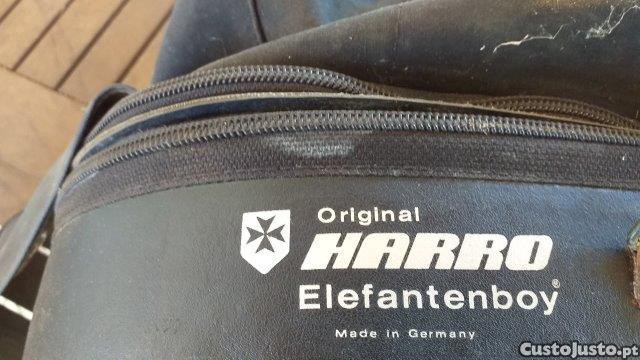 Original
HARRO
Elefantenboy®
Made in Germany
CustoJusto.pt